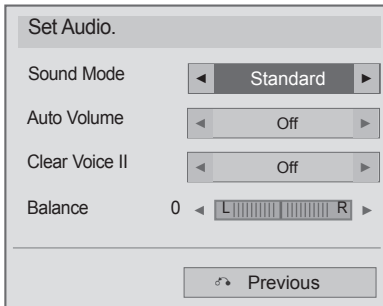 Set Audio.
Sound Mode ◄ Standard ►
Auto Volume ◄ Off ►
Clear Voice II ◄ Off ►
Balance 0 ◄ L R ►
Previous